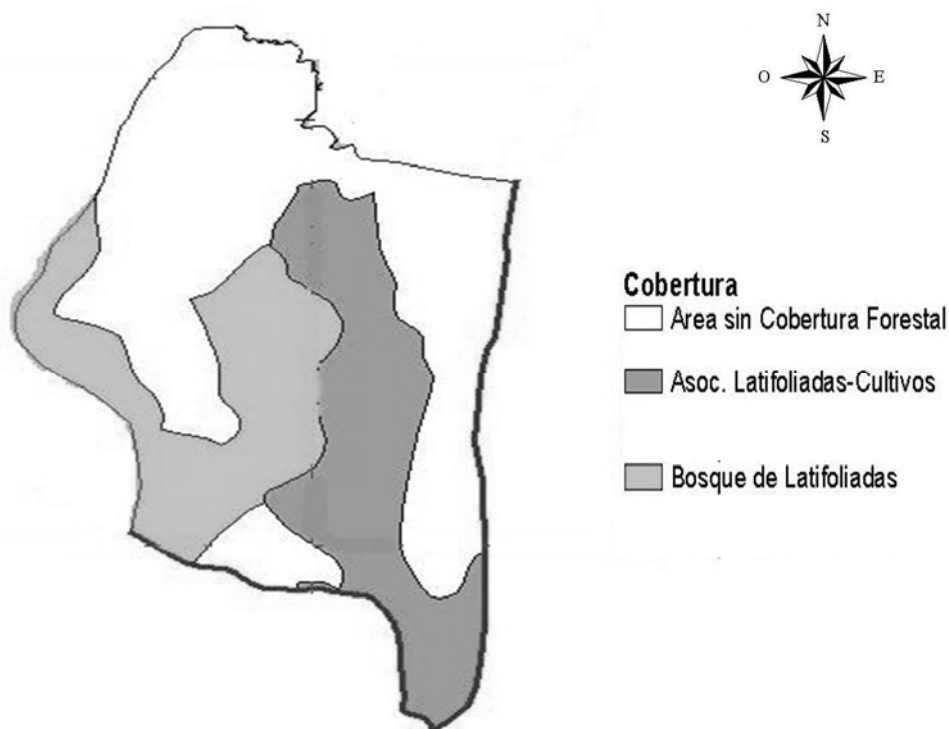 N
O E
S
Cobertura
Area sin Cobertura Forestal
Asoc. Latifoliadas-Cultivos
Bosque de Latifoliadas